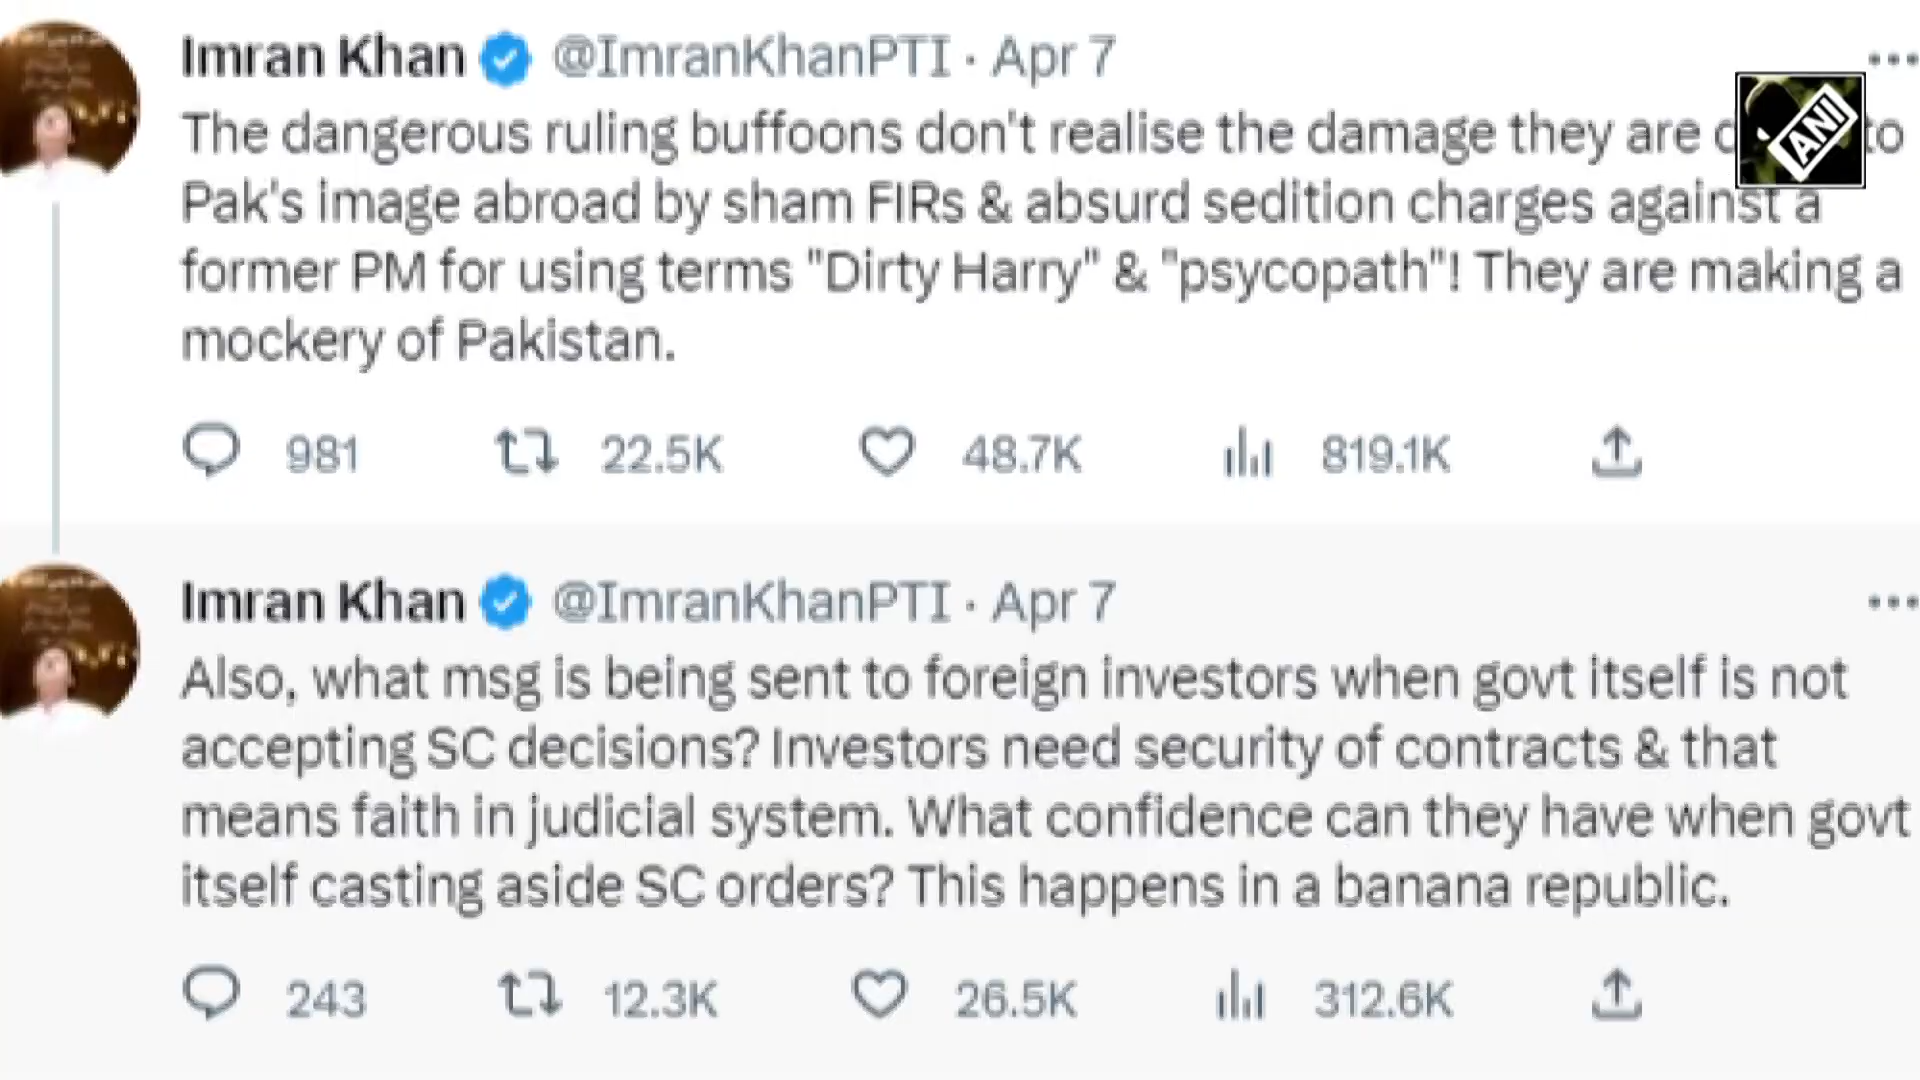 Imran Khan @ImranKhanPTI · Apr 7
The dangerous ruling buffoons don't realise the damage they are to
ANI
Pak's image abroad by sham FIRs & absurd sedition charges against a
former PM for using terms "Dirty Harry" & "psycopath"! They are making a
mockery of Pakistan.
981 22.5K 48.7K 819.1K
Imran Khan @ImranKhanPTI · Apr 7
Also, what msg is being sent to foreign investors when govt itself is not
accepting SC decisions? Investors need security of contracts & that
means faith in judicial system. What confidence can they have when govt
itself casting aside SC orders? This happens in a banana republic.
243 12.3K 26.5K 312.6K